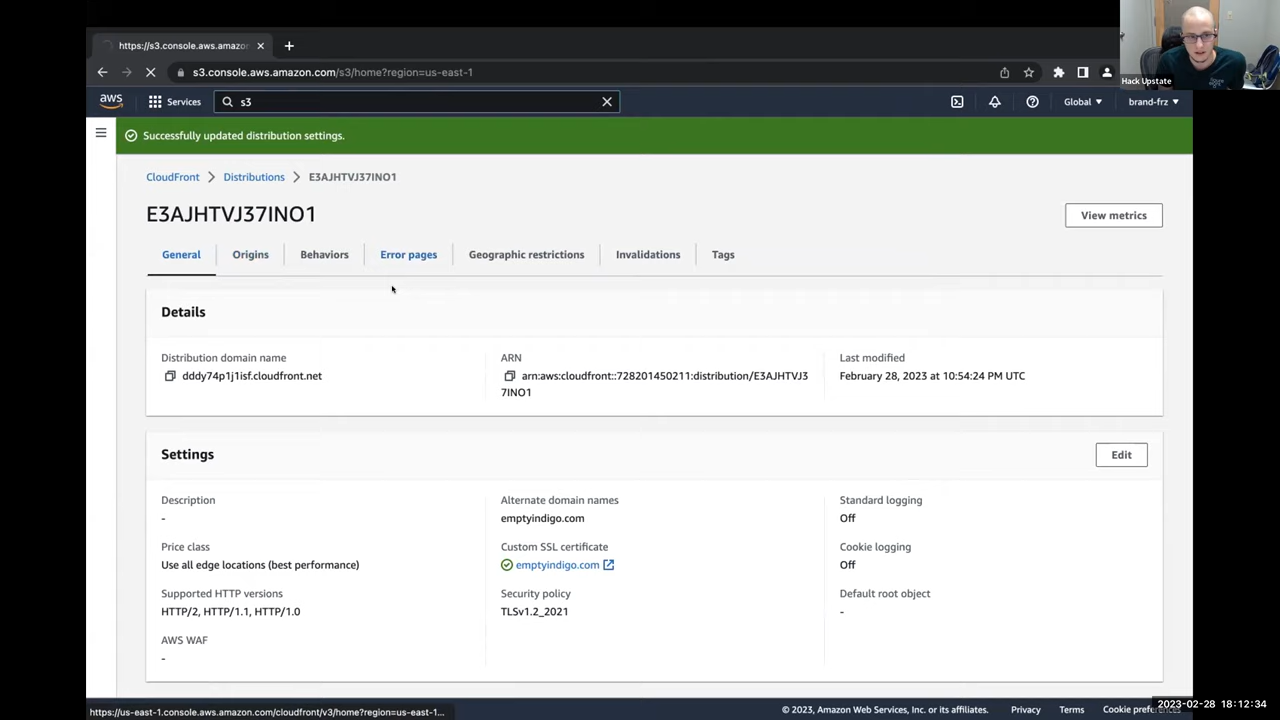 https://s3.console.aws.amazo
s3.console.aws.amazon.com/s3/home?region=us-east-1
Hack Upstate
aws
Services
s3
Global
brand-frz
Successfully updated distribution settings.
CloudFront > Distributions > E3AJHTVJ37INO1
E3AJHTVJ37INO1
View metrics
General
Origins
Behaviors
Error pages
Geographic restrictions
Invalidations
Tags
Details
Distribution domain name
dddy74p1j1isf.cloudfront.net
ARN
arn:aws:cloudfront::728201450211:distribution/E3AJHTVJ3
7INO1
Last modified
February 28, 2023 at 10:54:24 PM UTC
Settings
Edit
Description
-
Price class
Use all edge locations (best performance)
Supported HTTP versions
HTTP/2, HTTP/1.1, HTTP/1.0
AWS WAF
-
Alternate domain names
emptyindigo.com
Custom SSL certificate
emptyindigo.com
Security policy
TLSv1.2_2021
Standard logging
Off
Cookie logging
Off
Default root object
-
https://us-east-1.console.aws.amazon.com/cloudfront/v3/home?region=us-east-1...
© 2023, Amazon Web Services, Inc. or its affiliates.
Privacy
Terms
Cookie preferences
2023-02-28 18:12:34